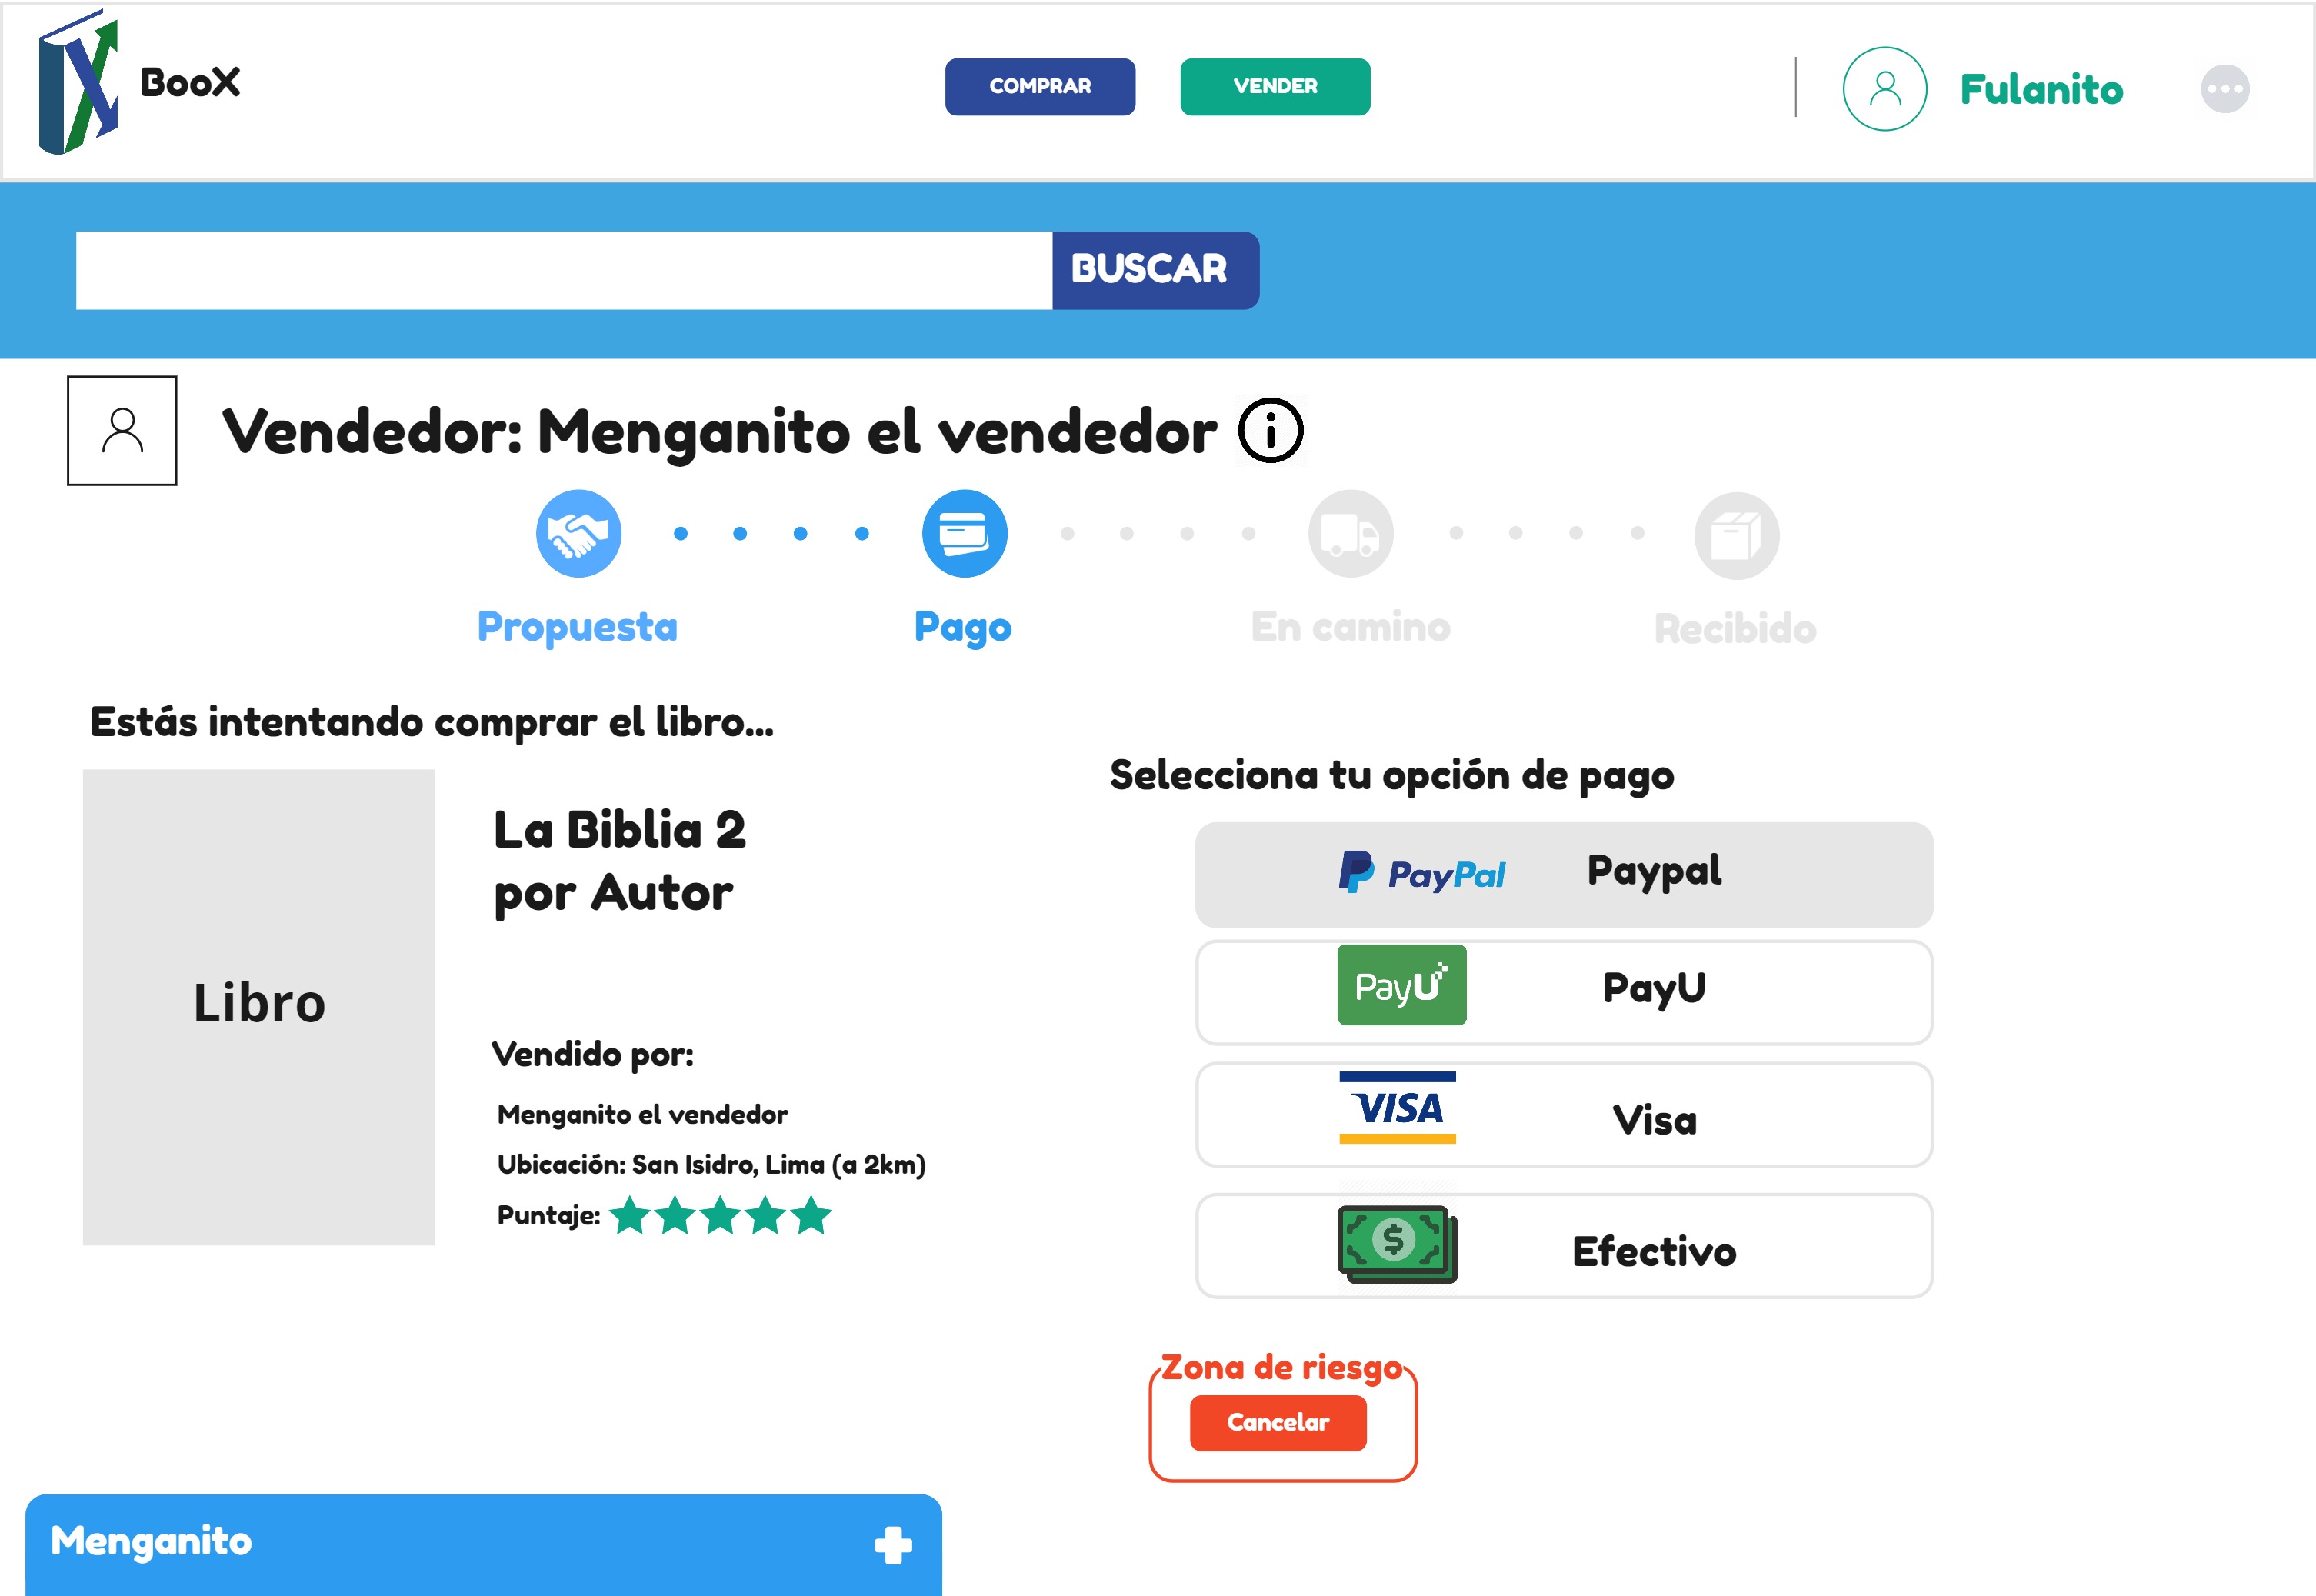 BooX
COMPRAR
VENDER
Fulanito
BUSCAR
Vendedor: Menganito el vendedor
Propuesta
Pago
En camino
Recibido
Estás intentando comprar el libro...
Libro
La Biblia 2
por Autor
Vendido por:
Menganito el vendedor
Ubicación: San Isidro, Lima (a 2km)
Puntaje:
Selecciona tu opción de pago
PayPal Paypal
PayU PayU
VISA Visa
$ Efectivo
Zona de riesgo
Cancelar
Menganito